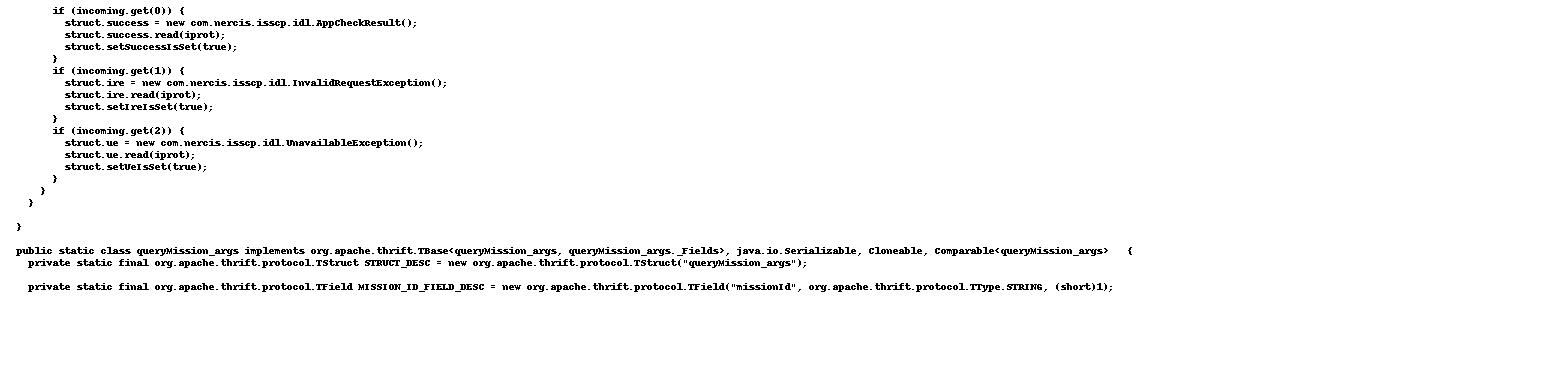 if (incoming.get(0)) {
struct.success = new com.nercis.isscp.idl.AppCheckResult();
struct.success.read(iprot);
struct.setSuccessIsSet(true);
}
if (incoming.get(1)) {
struct.ire = new com.nercis.isscp.idl.InvalidRequestException();
struct.ire.read(iprot);
struct.setIreIsSet(true);
}
if (incoming.get(2)) {
struct.ue = new com.nercis.isscp.idl.UnavailableException();
struct.ue.read(iprot);
struct.setUeIsSet(true);
}
}
}
}
public static class queryMission_args implements org.apache.thrift.TBase<queryMission_args, queryMission_args._Fields>, java.io.Serializable, Cloneable, Comparable<queryMission_args>   {
private static final org.apache.thrift.protocol.TStruct STRUCT_DESC = new org.apache.thrift.protocol.TStruct("queryMission_args");
private static final org.apache.thrift.protocol.TField MISSION_ID_FIELD_DESC = new org.apache.thrift.protocol.TField("missionId", org.apache.thrift.protocol.TType.STRING, (short)1);